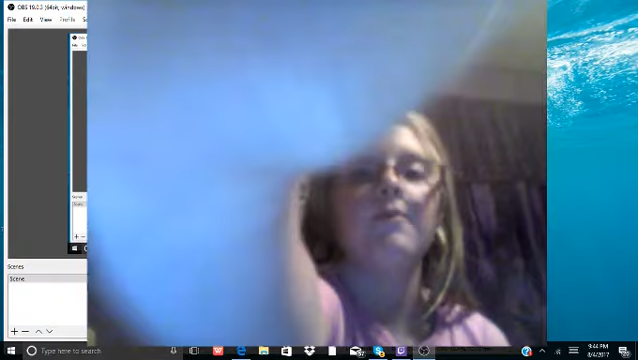 OBS 19.0.3 (64bit, windows)
File Edit View Profile
Scenes
Scene
Type here to search
9:44 PM
8/4/2017